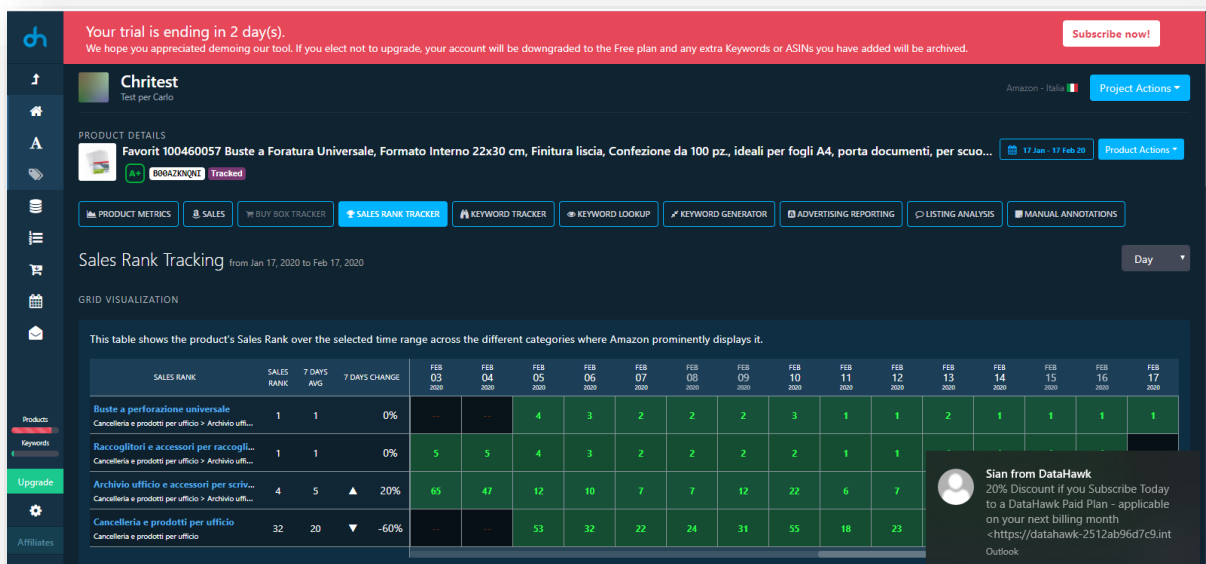 Your trial is ending in 2 day(s).
We hope you appreciated demoing our tool. If you elect not to upgrade, your account will be downgraded to the Free plan and any extra Keywords or ASINs you have added will be archived.
Subscribe now!
Chritest
Test per Carlo
Amazon - Italia
Project Actions
PRODUCT DETAILS
Favorit 100460057 Buste a Foratura Universale, Formato Interno 22x30 cm, Finitura liscia, Confezione da 100 pz., ideali per fogli A4, porta documenti, per scuo...
17 Jan - 17 Feb 20
Product Actions
A+ B00AZKNQNI Tracked
PRODUCT METRICS SALES BUY BOX TRACKER SALES RANK TRACKER KEYWORD TRACKER KEYWORD LOOKUP KEYWORD GENERATOR ADVERTISING REPORTING LISTING ANALYSIS MANUAL ANNOTATIONS
Sales Rank Tracking from Jan 17, 2020 to Feb 17, 2020
Day
GRID VISUALIZATION
This table shows the product's Sales Rank over the selected time range across the different categories where Amazon prominently displays it.
SALES RANK SALES RANK 7 DAYS AVG 7 DAYS CHANGE FEB 03 2020 FEB 04 2020 FEB 05 2020 FEB 06 2020 FEB 07 2020 FEB 08 2020 FEB 09 2020 FEB 10 2020 FEB 11 2020 FEB 12 2020 FEB 13 2020 FEB 14 2020 FEB 15 2020 FEB 16 2020 FEB 17 2020
Buste a perforazione universale 1 1 0% -- -- 4 3 2 2 2 3 1 1 2 1 1 1 1
Cancelleria e prodotti per ufficio > Archivio uffi...
Raccoglitori e accessori per raccogli... 1 1 0% 5 5 4 3 2 2 2 2 1 1
Cancelleria e prodotti per ufficio > Archivio uffi...
Archivio ufficio e accessori per scriv... 4 5 ▲ 20% 65 47 12 10 7 7 12 22 6 7
Cancelleria e prodotti per ufficio > Archivio uffi...
Cancelleria e prodotti per ufficio 32 20 ▼ -60% -- -- 53 32 22 24 31 55 18 23
Cancelleria e prodotti per ufficio
Products
Keywords
Upgrade
Affiliates
Sian from DataHawk
20% Discount if you Subscribe Today
to a DataHawk Paid Plan - applicable
on your next billing month
<https://datahawk-2512ab96d7c9.int
Outlook